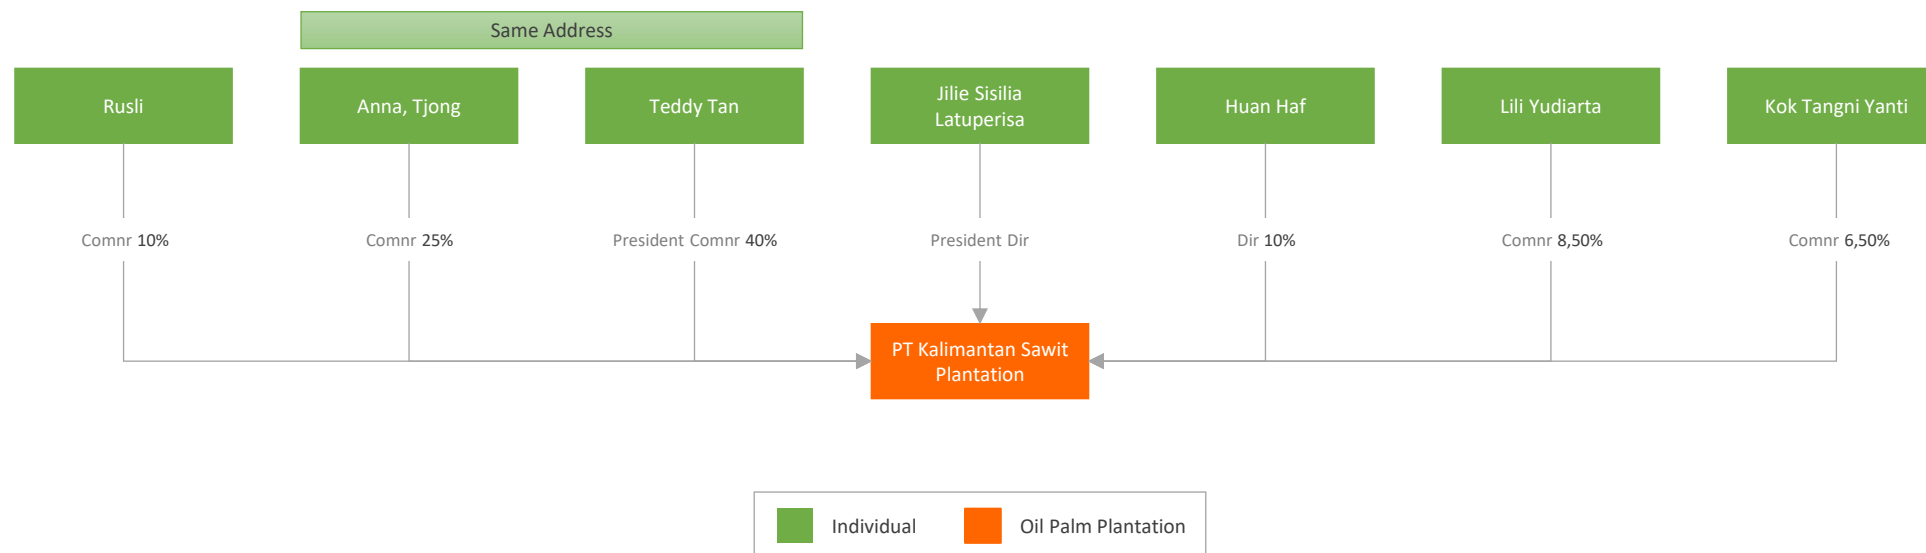 Same Address
Rusli
Anna, Tjong
Teddy Tan
Jilie Sisilia
Latuperisa
Huan Haf
Lili Yudiarta
Kok Tangni Yanti
Comnr 10%
Comnr 25%
President Comnr 40%
President Dir
Dir 10%
Comnr 8,50%
Comnr 6,50%
PT Kalimantan Sawit
Plantation
Individual
Oil Palm Plantation